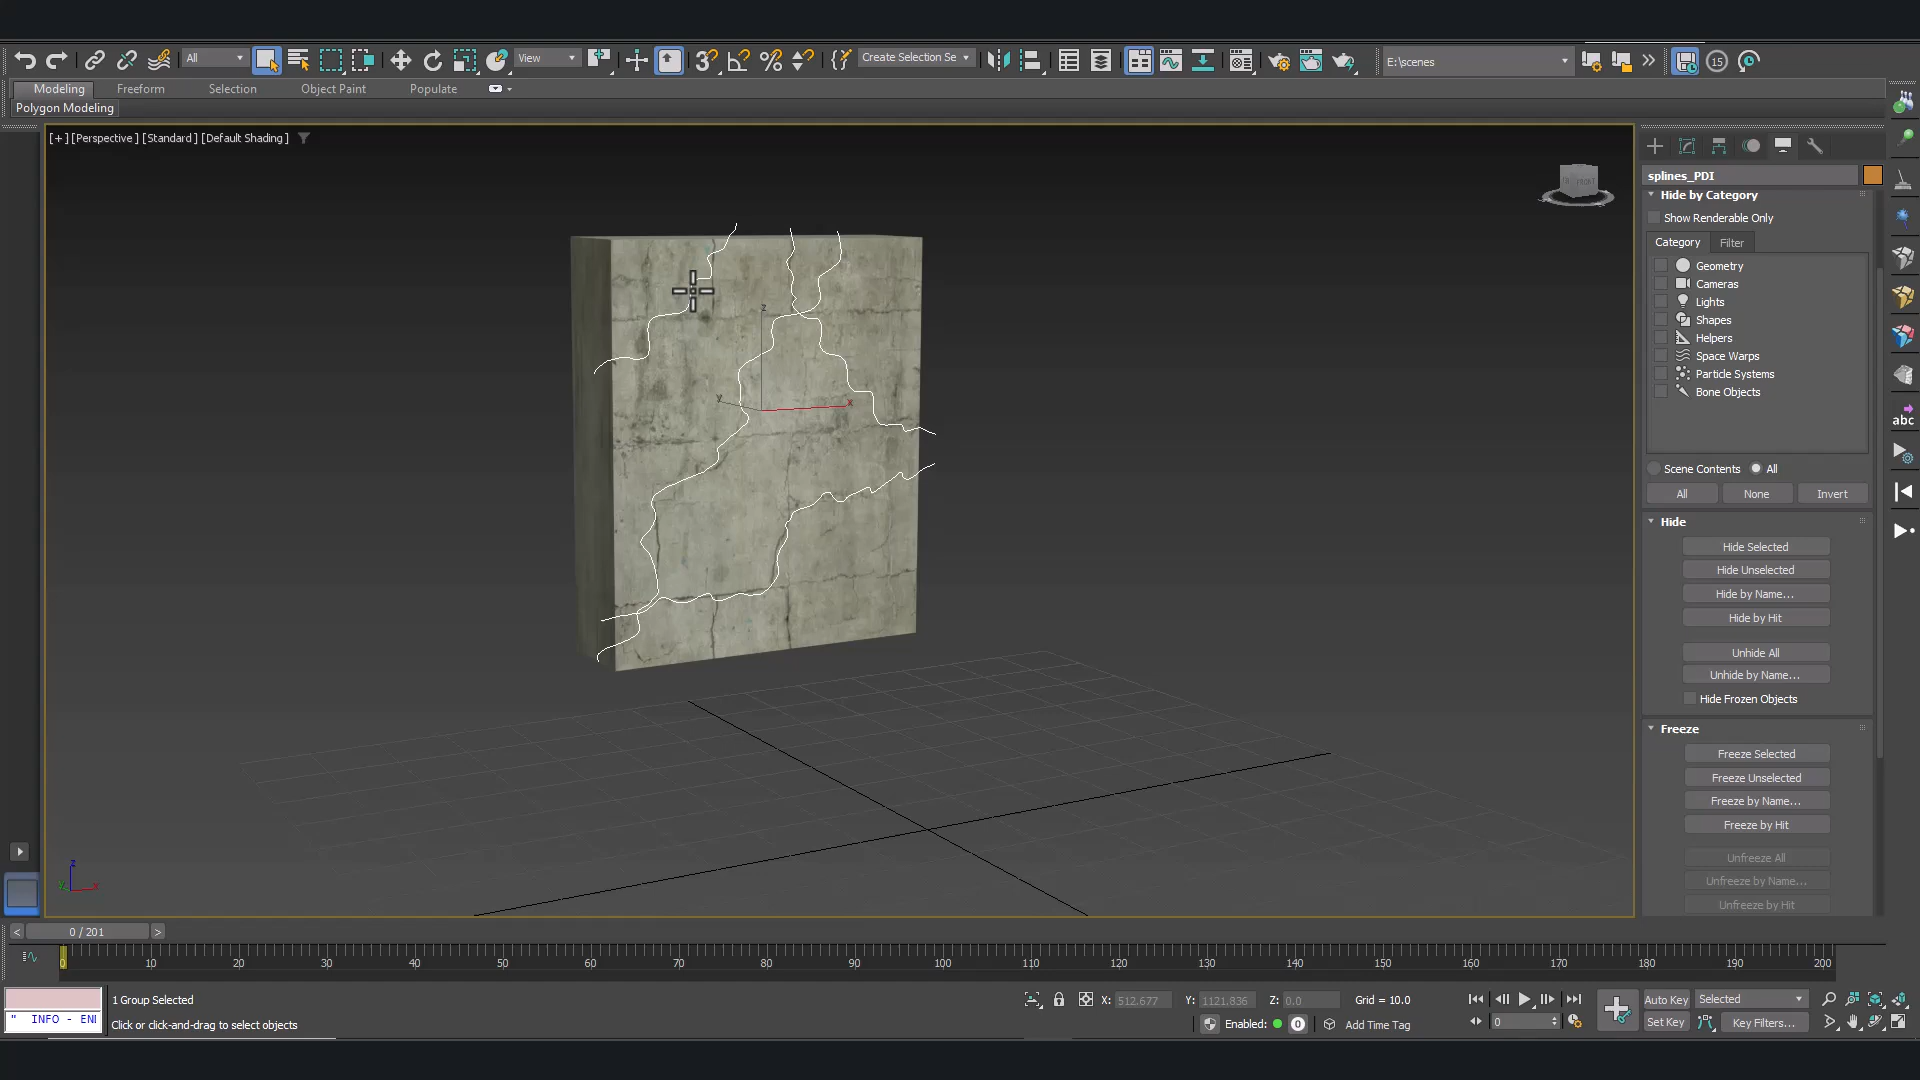 All
View
3
Create Selection Se
E:\scenes
15
Modeling
Freeform
Selection
Object Paint
Populate
Polygon Modeling
[+] [Perspective] [Standard] [Default Shading]
FRONT
splines_PDI
Hide by Category
Show Renderable Only
Category
Filter
Geometry
Cameras
Lights
Shapes
Helpers
Space Warps
Particle Systems
Bone Objects
abc
Scene Contents
All
All
None
Invert
Hide
Hide Selected
Hide Unselected
Hide by Name...
Hide by Hit
Unhide All
Unhide by Name...
Hide Frozen Objects
Freeze
Freeze Selected
Freeze Unselected
Freeze by Name...
Freeze by Hit
Unfreeze All
Unfreeze by Name...
Unfreeze by Hit
z
y
x
z
y
x
< 0 / 201 >
0 10 20 30 40 50 60 70 80 90 100 110 120 130 140 150 160 170 180 190 200
1 Group Selected
X: 512.677
Y: 1121.836
Z: 0.0
Grid = 10.0
Auto Key
Selected
" INFO - ENI
Click or click-and-drag to select objects
Enabled:
0
Add Time Tag
0
Set Key
Key Filters...